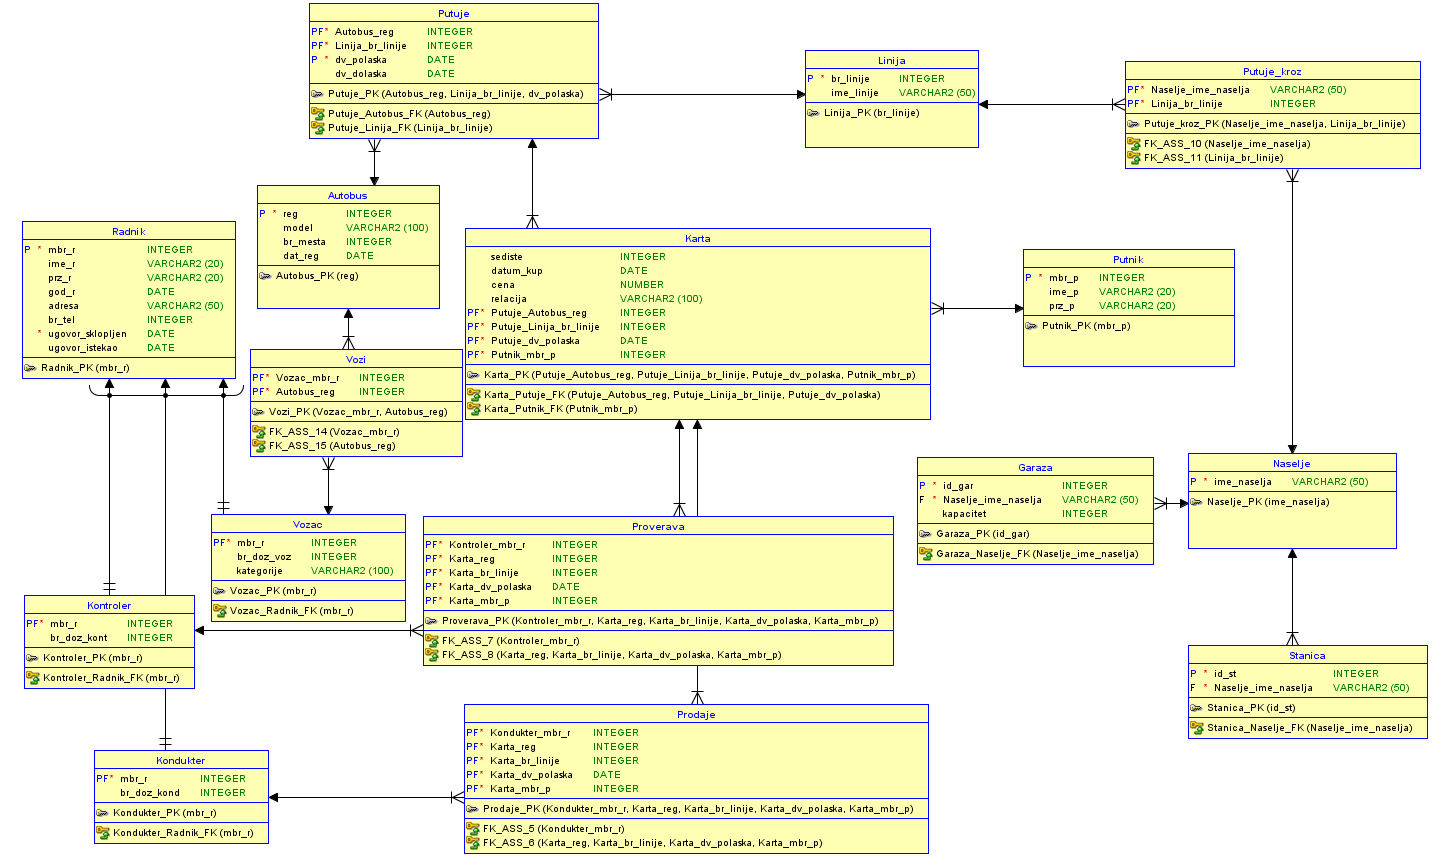 Putuje
PF* Autobus_reg INTEGER
PF* Linija_br_linije INTEGER
P * dv_polaska DATE
dv_dolaska DATE
Putuje_PK (Autobus_reg, Linija_br_linije, dv_polaska)
Putuje_Autobus_FK (Autobus_reg)
Putuje_Linija_FK (Linija_br_linije)
Linija
P * br_linije INTEGER
ime_linije VARCHAR2 (50)
Linija_PK (br_linije)
Putuje_kroz
PF* Naselje_ime_naselja VARCHAR2 (50)
PF* Linija_br_linije INTEGER
Putuje_kroz_PK (Naselje_ime_naselja, Linija_br_linije)
FK_ASS_10 (Naselje_ime_naselja)
FK_ASS_11 (Linija_br_linije)
Autobus
P * reg INTEGER
model VARCHAR2 (100)
br_mesta INTEGER
dat_reg DATE
Autobus_PK (reg)
Radnik
P * mbr_r INTEGER
ime_r VARCHAR2 (20)
prz_r VARCHAR2 (20)
god_r DATE
adresa VARCHAR2 (50)
br_tel INTEGER
* ugovor_sklopljen DATE
ugovor_istekao DATE
Radnik_PK (mbr_r)
Karta
sediste INTEGER
datum_kup DATE
cena NUMBER
relacija VARCHAR2 (100)
PF* Putuje_Autobus_reg INTEGER
PF* Putuje_Linija_br_linije INTEGER
PF* Putuje_dv_polaska DATE
PF* Putnik_mbr_p INTEGER
Karta_PK (Putuje_Autobus_reg, Putuje_Linija_br_linije, Putuje_dv_polaska, Putnik_mbr_p)
Karta_Putuje_FK (Putuje_Autobus_reg, Putuje_Linija_br_linije, Putuje_dv_polaska)
Karta_Putnik_FK (Putnik_mbr_p)
Putnik
P * mbr_p INTEGER
ime_p VARCHAR2 (20)
prz_p VARCHAR2 (20)
Putnik_PK (mbr_p)
Vozi
PF* Vozac_mbr_r INTEGER
PF* Autobus_reg INTEGER
Vozi_PK (Vozac_mbr_r, Autobus_reg)
FK_ASS_14 (Vozac_mbr_r)
FK_ASS_15 (Autobus_reg)
Garaza
P * id_gar INTEGER
F * Naselje_ime_naselja VARCHAR2 (50)
kapacitet INTEGER
Garaza_PK (id_gar)
Garaza_Naselje_FK (Naselje_ime_naselja)
Naselje
P * ime_naselja VARCHAR2 (50)
Naselje_PK (ime_naselja)
Vozac
PF* mbr_r INTEGER
br_doz_voz INTEGER
kategorije VARCHAR2 (100)
Vozac_PK (mbr_r)
Vozac_Radnik_FK (mbr_r)
Proverava
PF* Kontroler_mbr_r INTEGER
PF* Karta_reg INTEGER
PF* Karta_br_linije INTEGER
PF* Karta_dv_polaska DATE
PF* Karta_mbr_p INTEGER
Proverava_PK (Kontroler_mbr_r, Karta_reg, Karta_br_linije, Karta_dv_polaska, Karta_mbr_p)
FK_ASS_7 (Kontroler_mbr_r)
FK_ASS_8 (Karta_reg, Karta_br_linije, Karta_dv_polaska, Karta_mbr_p)
Kontroler
PF* mbr_r INTEGER
br_doz_kont INTEGER
Kontroler_PK (mbr_r)
Kontroler_Radnik_FK (mbr_r)
Stanica
P * id_st INTEGER
F * Naselje_ime_naselja VARCHAR2 (50)
Stanica_PK (id_st)
Stanica_Naselje_FK (Naselje_ime_naselja)
Prodaje
PF* Kondukter_mbr_r INTEGER
PF* Karta_reg INTEGER
PF* Karta_br_linije INTEGER
PF* Karta_dv_polaska DATE
PF* Karta_mbr_p INTEGER
Prodaje_PK (Kondukter_mbr_r, Karta_reg, Karta_br_linije, Karta_dv_polaska, Karta_mbr_p)
FK_ASS_5 (Kondukter_mbr_r)
FK_ASS_6 (Karta_reg, Karta_br_linije, Karta_dv_polaska, Karta_mbr_p)
Kondukter
PF* mbr_r INTEGER
br_doz_kond INTEGER
Kondukter_PK (mbr_r)
Kondukter_Radnik_FK (mbr_r)